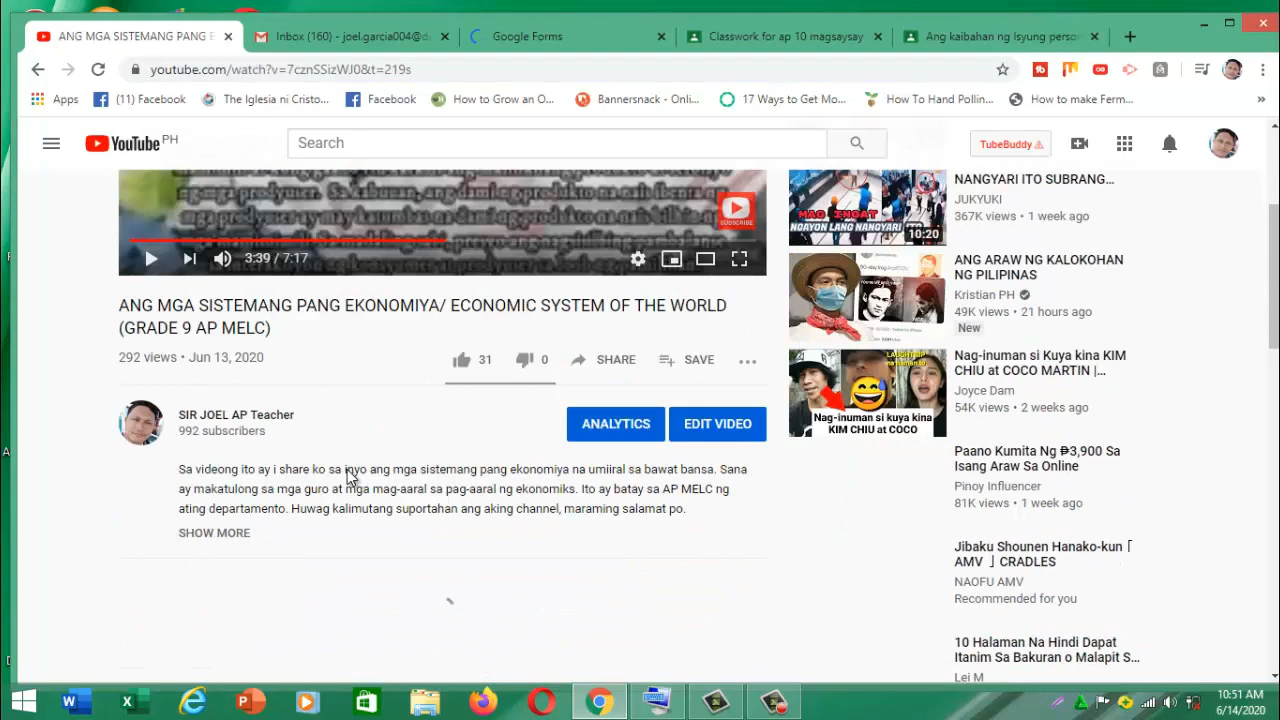 ANG MGA SISTEMANG PANG E
Inbox (160) - joel.garcia004@d
Google Forms
Classwork for ap 10 magsaysay
Ang kaibahan ng Isyung person
youtube.com/watch?v=7cznSSizWJ0&t=219s
Apps
(11) Facebook
The Iglesia ni Cristo...
Facebook
How to Grow an O...
Bannersnack - Onli...
17 Ways to Get Mo...
How To Hand Pollin...
How to make Ferm...
»
YouTube PH
Search
TubeBuddy
SUBSCRIBE
3:39 / 7:17
ANG MGA SISTEMANG PANG EKONOMIYA/ ECONOMIC SYSTEM OF THE WORLD
(GRADE 9 AP MELC)
292 views • Jun 13, 2020
31
0
SHARE
SAVE
SIR JOEL AP Teacher
992 subscribers
ANALYTICS
EDIT VIDEO
Sa videong ito ay i share ko sa inyo ang mga sistemang pang ekonomiya na umiiral sa bawat bansa. Sana
ay makatulong sa mga guro at mga mag-aaral sa pag-aaral ng ekonomiks. Ito ay batay sa AP MELC ng
ating departamento. Huwag kalimutang suportahan ang aking channel, maraming salamat po.
SHOW MORE
MAG INGAT
NGAYON LANG NANGYARI ITO
10:20
NANGYARI ITO SUBRANG...
JUKYUKI
367K views • 1 week ago
ANG ARAW NG KALOKOHAN
NG PILIPINAS
Kristian PH
49K views • 21 hours ago
New
LAUGHTRIP
Nag-inuman si kuya kina
KIM CHIU at COCO
Nag-inuman si Kuya kina KIM
CHIU at COCO MARTIN |...
Joyce Dam
54K views • 2 weeks ago
Paano Kumita Ng ₱3,900 Sa
Isang Araw Sa Online
Pinoy Influencer
81K views • 1 week ago
Jibaku Shounen Hanako-kun「
AMV 」CRADLES
NAOFU AMV
Recommended for you
10 Halaman Na Hindi Dapat
Itanim Sa Bakuran o Malapit S...
Lei M
10:51 AM
6/14/2020